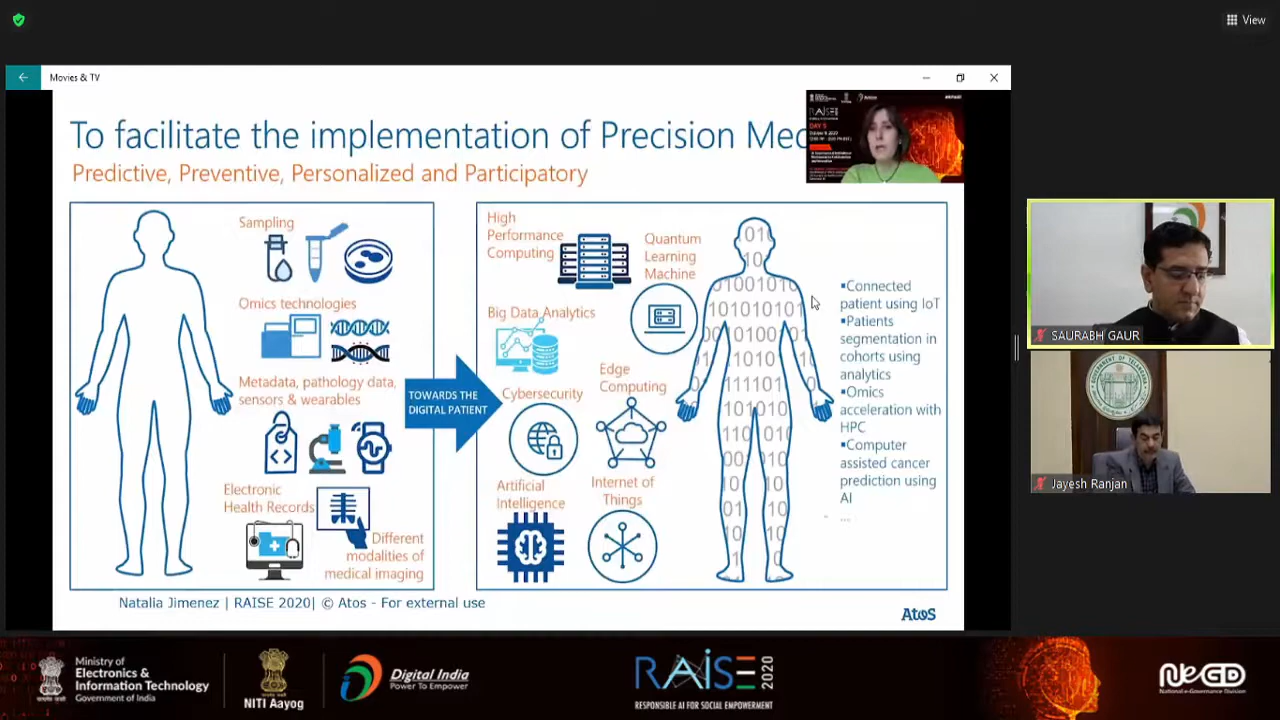 View
Movies & TV
To facilitate the implementation of Precision Med
Predictive, Preventive, Personalized and Participatory
RAISE
DAY 5
Sampling
Omics technologies
Metadata, pathology data,
sensors & wearables
Electronic
Health Records
Different
modalities of
medical imaging
TOWARDS THE
DIGITAL PATIENT
High
Performance
Computing
Quantum
Learning
Machine
Big Data Analytics
Edge
Computing
Cybersecurity
Artificial
Intelligence
Internet of
Things
▪Connected
patient using IoT
▪Patients
segmentation in
cohorts using
analytics
▪Omics
acceleration with
HPC
▪Computer
assisted cancer
prediction using
AI
- ...
Natalia Jimenez | RAISE 2020| © Atos - For external use
Atos
SAURABH GAUR
Jayesh Ranjan
Ministry of
Electronics &
Information Technology
Government of India
NITI Aayog
Digital India
Power To Empower
RAISE 2020
RESPONSIBLE AI FOR SOCIAL EMPOWERMENT
NeGD
National e-Governance Division